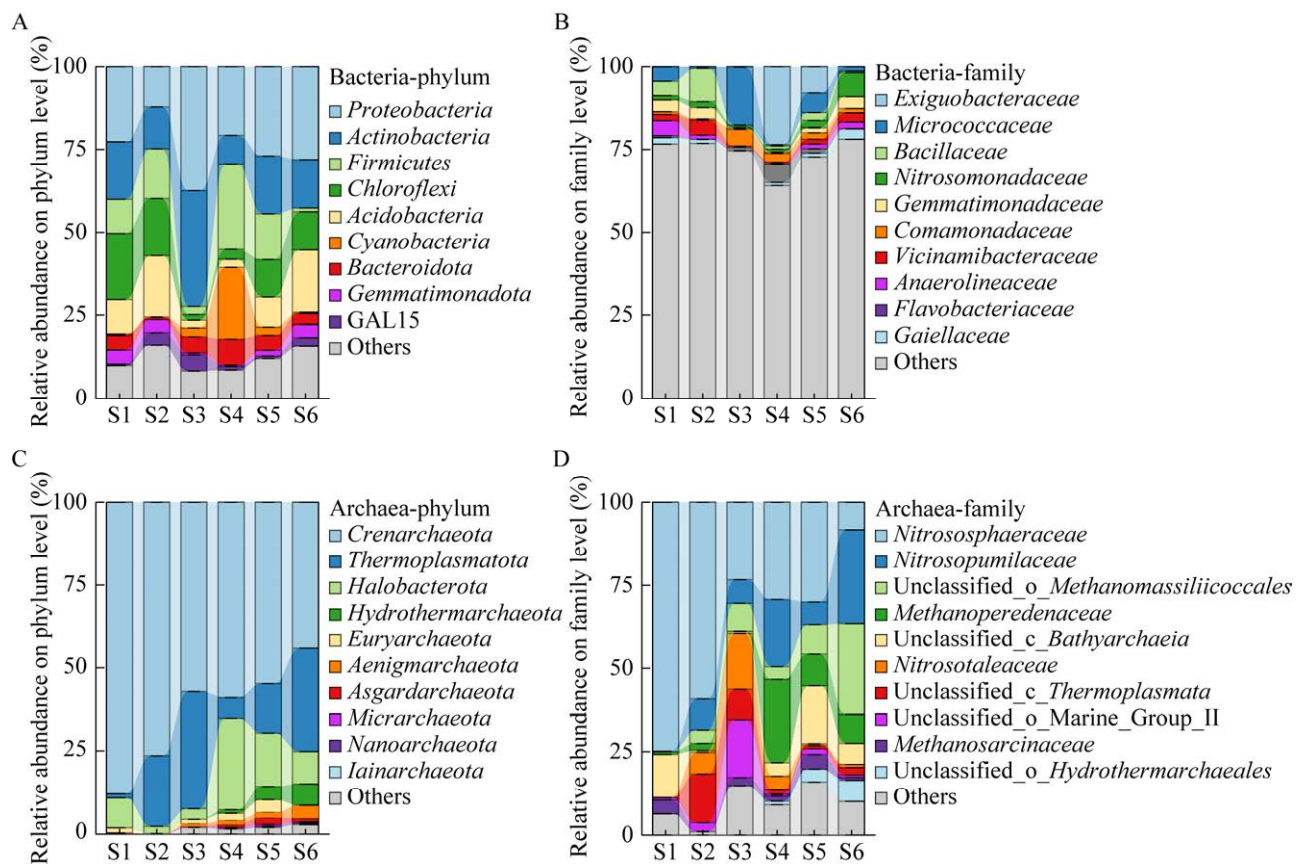 A
Relative abundance on phylum level (%)
100
75
50
25
0
S1 S2 S3 S4 S5 S6
Bacteria-phylum
Proteobacteria
Actinobacteria
Firmicutes
Chloroflexi
Acidobacteria
Cyanobacteria
Bacteroidota
Gemmatimonadota
GAL15
Others
B
Relative abundance on family level (%)
100
75
50
25
0
S1 S2 S3 S4 S5 S6
Bacteria-family
Exiguobacteraceae
Micrococcaceae
Bacillaceae
Nitrosomonadaceae
Gemmatimonadaceae
Comamonadaceae
Vicinamibacteraceae
Anaerolineaceae
Flavobacteriaceae
Gaiellaceae
Others
C
Relative abundance on phylum level (%)
100
75
50
25
0
S1 S2 S3 S4 S5 S6
Archaea-phylum
Crenarchaeota
Thermoplasmatota
Halobacterota
Hydrothermarchaeota
Euryarchaeota
Aenigmarchaeota
Asgardarchaeota
Micrarchaeota
Nanoarchaeota
Iainarchaeota
Others
D
Relative abundance on family level (%)
100
75
50
25
0
S1 S2 S3 S4 S5 S6
Archaea-family
Nitrososphaeraceae
Nitrosopumilaceae
Unclassified_o_Methanomassiliicoccales
Methanoperedenaceae
Unclassified_c_Bathyarchaeia
Nitrosotaleaceae
Unclassified_c_Thermoplasmata
Unclassified_o_Marine_Group_II
Methanosarcinaceae
Unclassified_o_Hydrothermarchaeales
Others